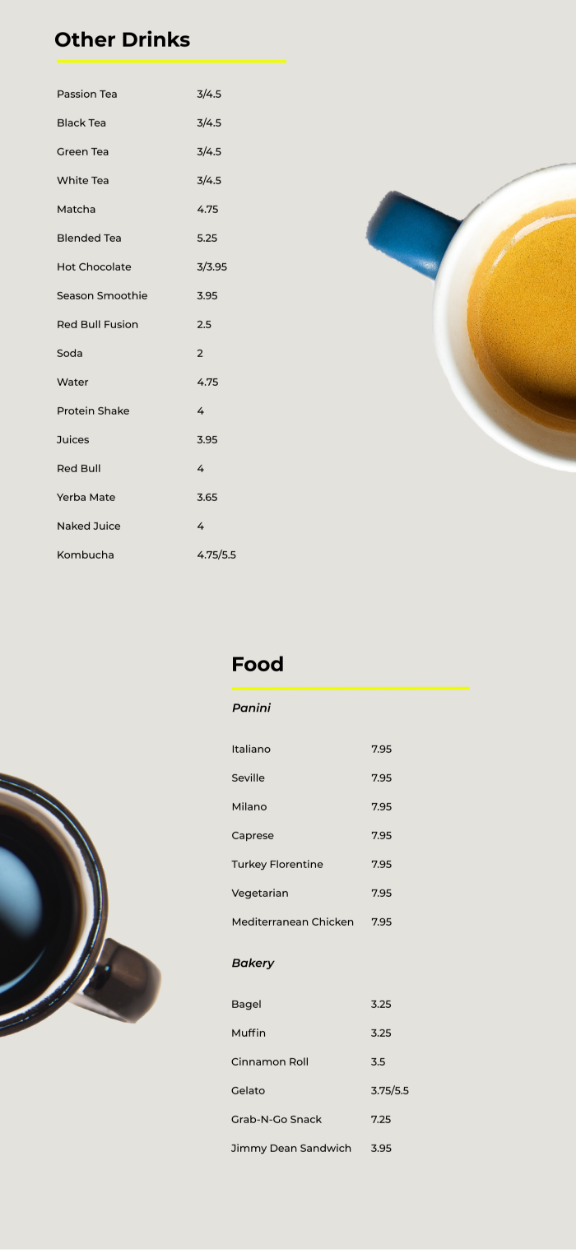 Other Drinks
Passion Tea 3/4.5
Black Tea 3/4.5
Green Tea 3/4.5
White Tea 3/4.5
Matcha 4.75
Blended Tea 5.25
Hot Chocolate 3/3.95
Season Smoothie 3.95
Red Bull Fusion 2.5
Soda 2
Water 4.75
Protein Shake 4
Juices 3.95
Red Bull 4
Yerba Mate 3.65
Naked Juice 4
Kombucha 4.75/5.5
Food
Panini
Italiano 7.95
Seville 7.95
Milano 7.95
Caprese 7.95
Turkey Florentine 7.95
Vegetarian 7.95
Mediterranean Chicken 7.95
Bakery
Bagel 3.25
Muffin 3.25
Cinnamon Roll 3.5
Gelato 3.75/5.5
Grab-N-Go Snack 7.25
Jimmy Dean Sandwich 3.95